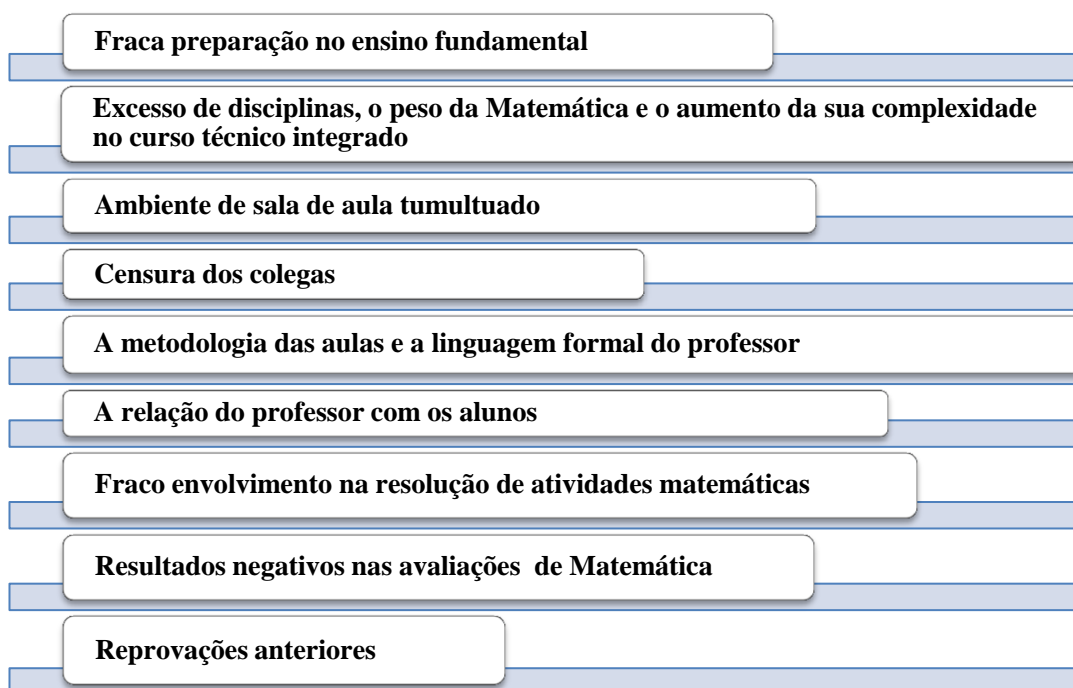 Fraca preparação no ensino fundamental
Excesso de disciplinas, o peso da Matemática e o aumento da sua complexidade
no curso técnico integrado
Ambiente de sala de aula tumultuado
Censura dos colegas
A metodologia das aulas e a linguagem formal do professor
A relação do professor com os alunos
Fraco envolvimento na resolução de atividades matemáticas
Resultados negativos nas avaliações de Matemática
Reprovações anteriores